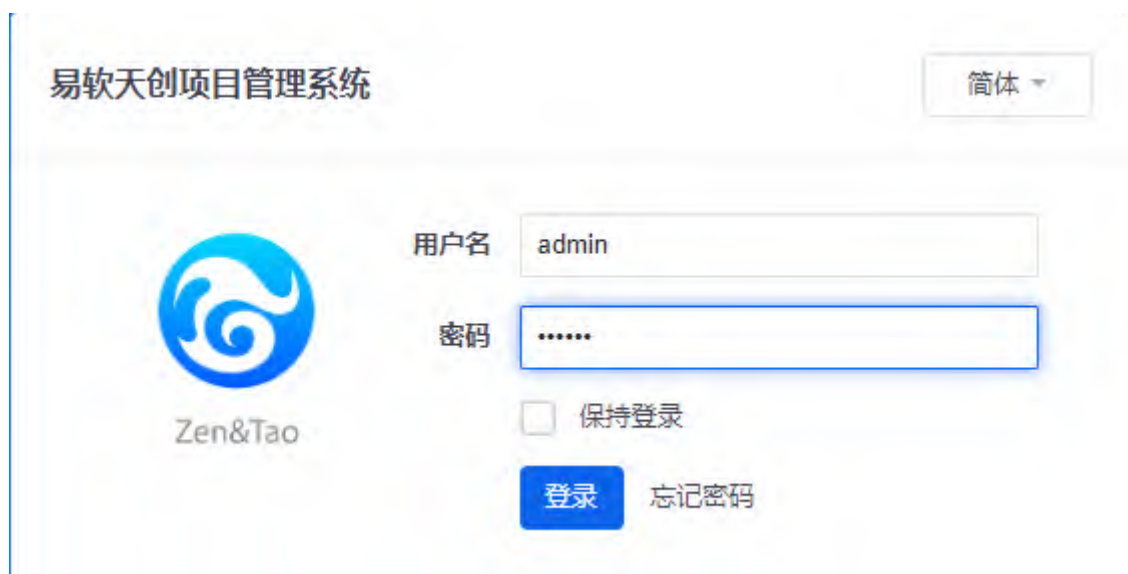 易软天创项目管理系统 简体
用户名 admin
密码 ••••••
保持登录
Zen&Tao
登录 忘记密码